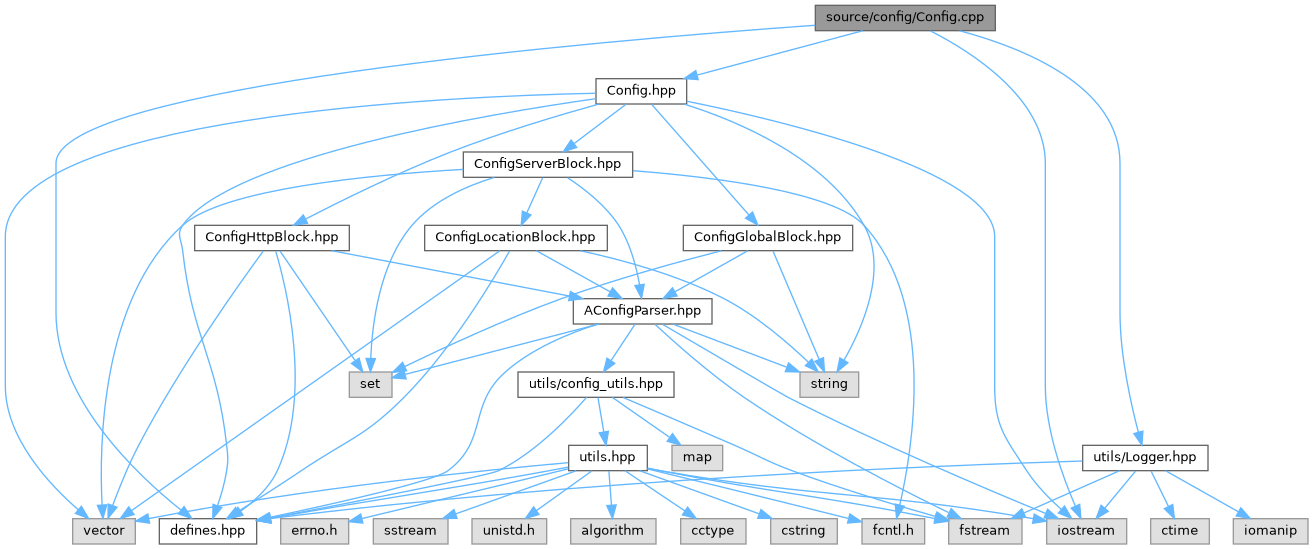 source/config/Config.cpp
Config.hpp
ConfigServerBlock.hpp
ConfigHttpBlock.hpp
ConfigLocationBlock.hpp
ConfigGlobalBlock.hpp
AConfigParser.hpp
set
utils/config_utils.hpp
string
utils.hpp
map
utils/Logger.hpp
vector
defines.hpp
errno.h
sstream
unistd.h
algorithm
cctype
cstring
fcntl.h
fstream
iostream
ctime
iomanip